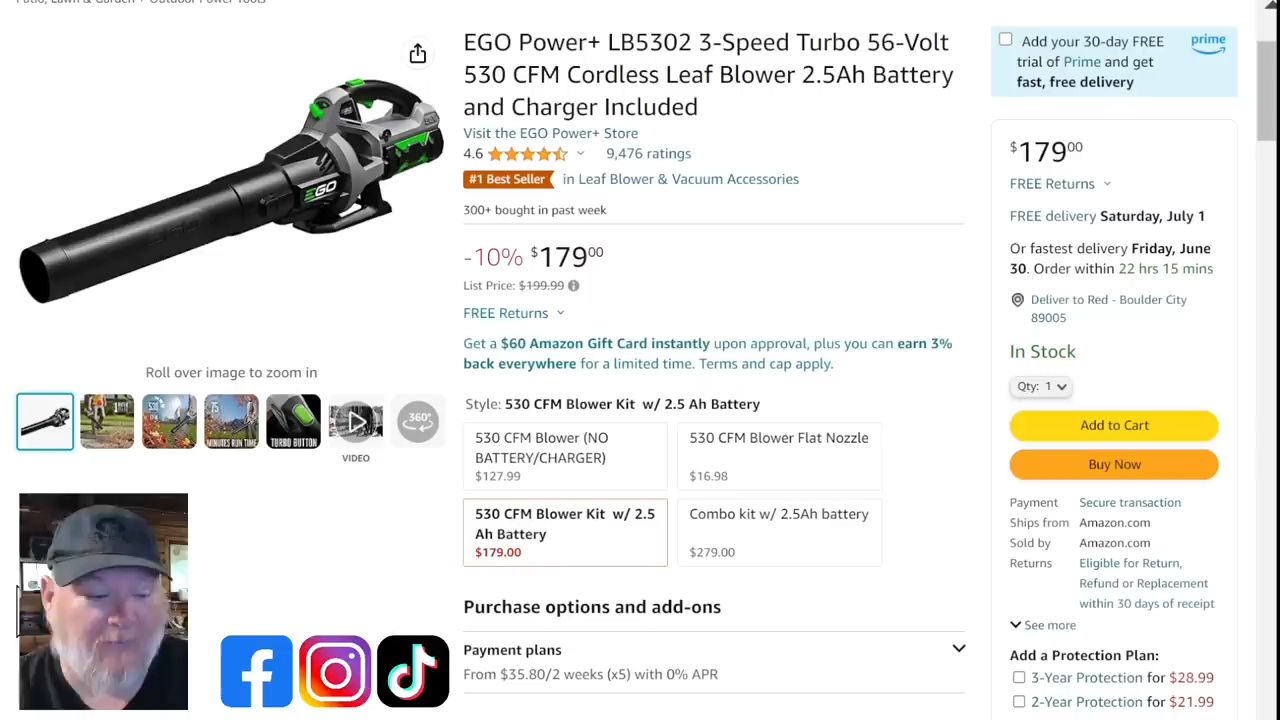 Patio, Lawn & Garden › Outdoor Power Tools
EGO Power+ LB5302 3-Speed Turbo 56-Volt
530 CFM Cordless Leaf Blower 2.5Ah Battery
and Charger Included
Visit the EGO Power+ Store
4.6
9,476 ratings
#1 Best Seller in Leaf Blower & Vacuum Accessories
300+ bought in past week
-10% $17900
List Price: $199.99
FREE Returns
Get a $60 Amazon Gift Card instantly upon approval, plus you can earn 3%
back everywhere for a limited time. Terms and cap apply.
Style: 530 CFM Blower Kit w/ 2.5 Ah Battery
530 CFM Blower (NO
BATTERY/CHARGER)
$127.99
530 CFM Blower Flat Nozzle
$16.98
530 CFM Blower Kit w/ 2.5
Ah Battery
$179.00
Combo kit w/ 2.5Ah battery
$279.00
Purchase options and add-ons
Payment plans
From $35.80/2 weeks (x5) with 0% APR
EGO
Roll over image to zoom in
75
MINUTES RUN TIME
TURBO BUTTON
360°
VIDEO
Add your 30-day FREE
trial of Prime and get
fast, free delivery
prime
$17900
FREE Returns
FREE delivery Saturday, July 1
Or fastest delivery Friday, June
30. Order within 22 hrs 15 mins
Deliver to Red - Boulder City
89005
In Stock
Qty: 1
Add to Cart
Buy Now
Payment Secure transaction
Ships from Amazon.com
Sold by Amazon.com
Returns Eligible for Return,
Refund or Replacement
within 30 days of receipt
See more
Add a Protection Plan:
3-Year Protection for $28.99
2-Year Protection for $21.99